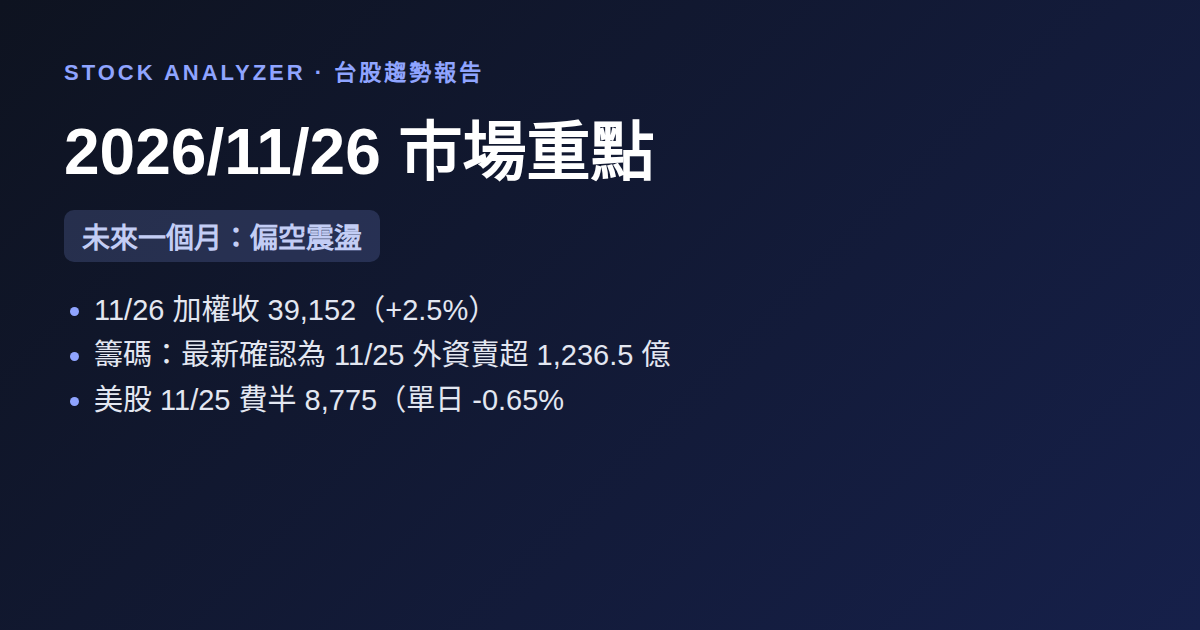 STOCK ANALYZER · 台股趨勢報告
2026/11/26 市場重點
未來一個月：偏空震盪
11/26 加權收 39,152（+2.5%）
籌碼：最新確認為 11/25 外資賣超 1,236.5 億
美股 11/25 費半 8,775（單日 -0.65%